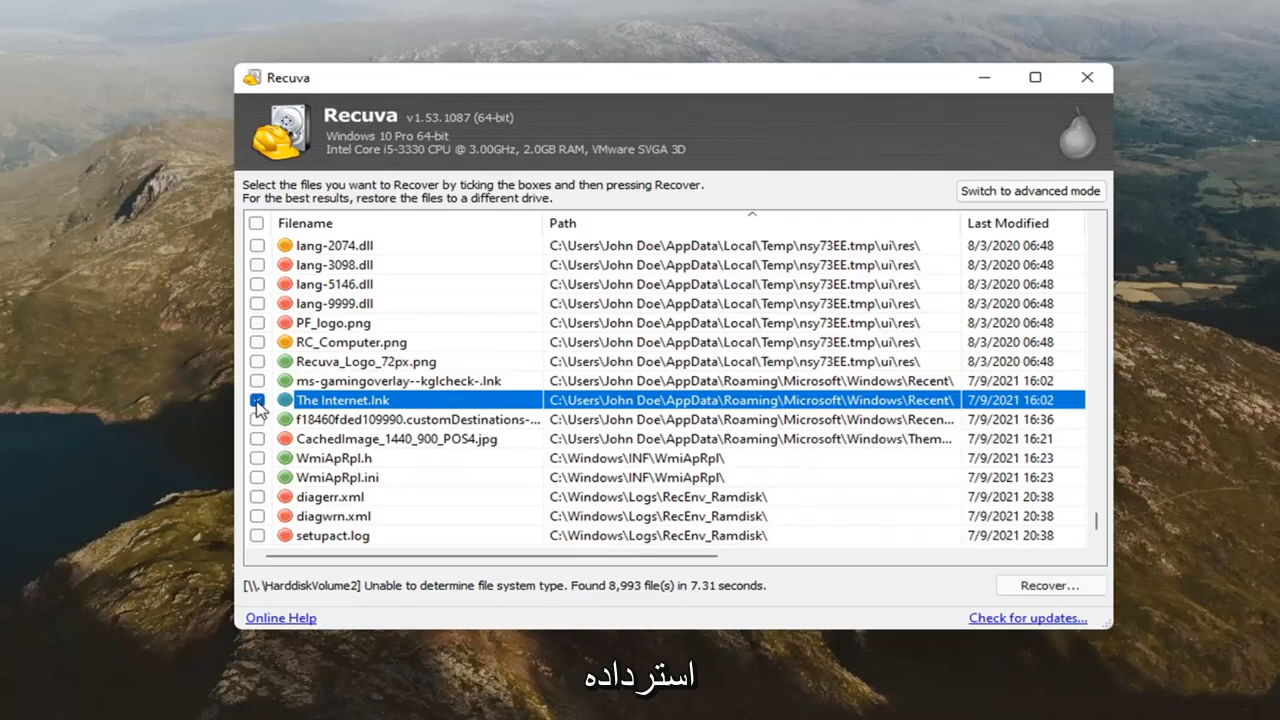 Recuva
Recuva v1.53.1087 (64-bit)
Windows 10 Pro 64-bit
Intel Core i5-3330 CPU @ 3.00GHz, 2.0GB RAM, VMware SVGA 3D
Select the files you want to Recover by ticking the boxes and then pressing Recover.
For the best results, restore the files to a different drive.
Switch to advanced mode
Filename Path Last Modified
lang-2074.dll C:\Users\John Doe\AppData\Local\Temp\nsy73EE.tmp\ui\res\ 8/3/2020 06:48
lang-3098.dll C:\Users\John Doe\AppData\Local\Temp\nsy73EE.tmp\ui\res\ 8/3/2020 06:48
lang-5146.dll C:\Users\John Doe\AppData\Local\Temp\nsy73EE.tmp\ui\res\ 8/3/2020 06:48
lang-9999.dll C:\Users\John Doe\AppData\Local\Temp\nsy73EE.tmp\ui\res\ 8/3/2020 06:48
PF_logo.png C:\Users\John Doe\AppData\Local\Temp\nsy73EE.tmp\ui\res\ 8/3/2020 06:48
RC_Computer.png C:\Users\John Doe\AppData\Local\Temp\nsy73EE.tmp\ui\res\ 8/3/2020 06:48
Recuva_Logo_72px.png C:\Users\John Doe\AppData\Local\Temp\nsy73EE.tmp\ui\res\ 8/3/2020 06:48
ms-gamingoverlay--kglcheck-.lnk C:\Users\John Doe\AppData\Roaming\Microsoft\Windows\Recent\ 7/9/2021 16:02
The Internet.lnk C:\Users\John Doe\AppData\Roaming\Microsoft\Windows\Recent\ 7/9/2021 16:02
f18460fded109990.customDestinations-... C:\Users\John Doe\AppData\Roaming\Microsoft\Windows\Recen... 7/9/2021 16:36
CachedImage_1440_900_POS4.jpg C:\Users\John Doe\AppData\Roaming\Microsoft\Windows\Them... 7/9/2021 16:21
WmiApRpl.h C:\Windows\INF\WmiApRpl\ 7/9/2021 16:23
WmiApRpl.ini C:\Windows\INF\WmiApRpl\ 7/9/2021 16:23
diagerr.xml C:\Windows\Logs\RecEnv_Ramdisk\ 7/9/2021 20:38
diagwrn.xml C:\Windows\Logs\RecEnv_Ramdisk\ 7/9/2021 20:38
setupact.log C:\Windows\Logs\RecEnv_Ramdisk\ 7/9/2021 20:38
[\\.\HarddiskVolume2] Unable to determine file system type. Found 8,993 file(s) in 7.31 seconds.
Recover...
Online Help Check for updates...
استرداده